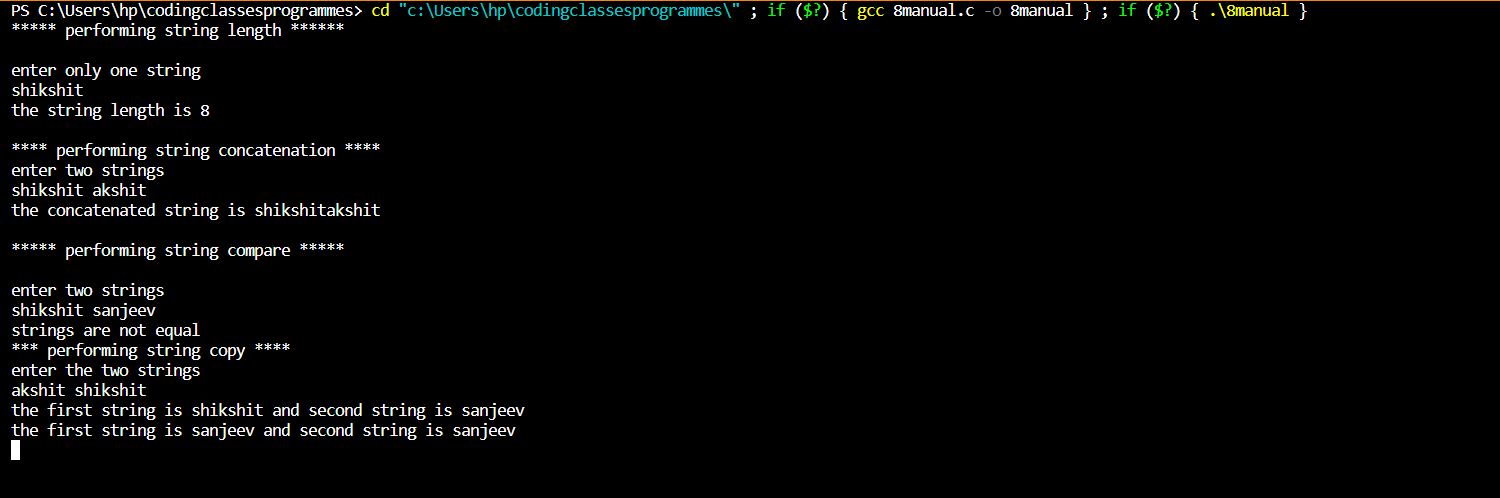 PS C:\Users\hp\codingclassesprogrammes> cd "c:\Users\hp\codingclassesprogrammes\" ; if ($?) { gcc 8manual.c -o 8manual } ; if ($?) { .\8manual }
***** performing string length ******
enter only one string
shikshit
the string length is 8
**** performing string concatenation ****
enter two strings
shikshit akshit
the concatenated string is shikshitakshit
***** performing string compare *****
enter two strings
shikshit sanjeev
strings are not equal
*** performing string copy ****
enter the two strings
akshit shikshit
the first string is shikshit and second string is sanjeev
the first string is sanjeev and second string is sanjeev